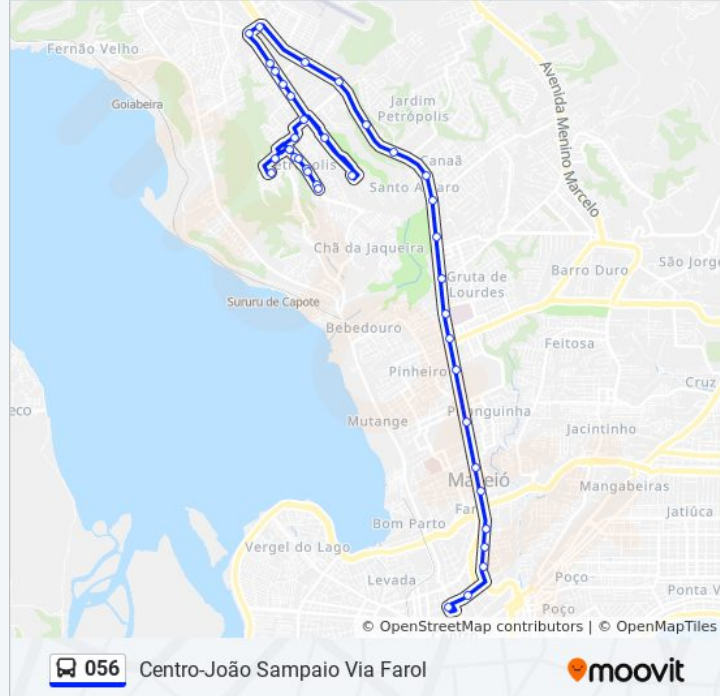 Fernão Velho
Goiabeira
Avenida Menino Marcelo
Jardim
Petrópolis
Canaã
Santo
Chã da Jaqueira
São Jorge
Barro Duro
Gruta de
Lourdes
Sururu de Capote
Bebedouro
Feitosa
Pinheiro
Cruz
eco
Mutange
Jacintinho
Mangabeiras
Bom Parto
Jatiúca
Vergel do Lago
Levada
Poço
Ponta V
Poço
© OpenStreetMap contributors | © OpenMapTiles
056 Centro-João Sampaio Via Farol
moovit